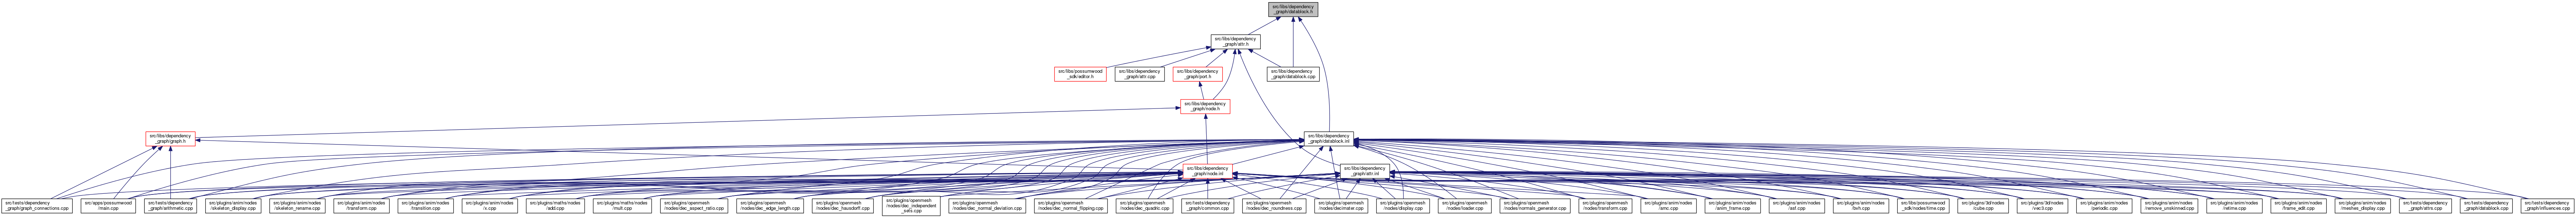 src/libs/dependency
_graph/datablock.h
src/libs/dependency
_graph/attr.h
src/libs/possumwood
_sdk/editor.h
src/libs/dependency
_graph/attr.cpp
src/libs/dependency
_graph/port.h
src/libs/dependency
_graph/datablock.cpp
src/libs/dependency
_graph/node.h
src/libs/dependency
_graph/graph.h
src/libs/dependency
_graph/datablock.inl
src/libs/dependency
_graph/node.inl
src/libs/dependency
_graph/attr.inl
src/tests/dependency
_graph/graph_connections.cpp
src/apps/possumwood
/main.cpp
src/tests/dependency
_graph/arithmetic.cpp
src/plugins/anim/nodes
/skeleton_display.cpp
src/plugins/anim/nodes
/skeleton_rename.cpp
src/plugins/anim/nodes
/transform.cpp
src/plugins/anim/nodes
/transition.cpp
src/plugins/anim/nodes
src/plugins/maths/nodes
/add.cpp
src/plugins/maths/nodes
/mult.cpp
src/plugins/openmesh
/nodes/dec_aspect_ratio.cpp
src/plugins/openmesh
/nodes/dec_edge_length.cpp
src/plugins/openmesh
/nodes/dec_hausdorff.cpp
src/plugins/openmesh
/nodes/dec_independent
_sets.cpp
src/plugins/openmesh
/nodes/dec_normal_deviation.cpp
src/plugins/openmesh
/nodes/dec_normal_flipping.cpp
src/plugins/openmesh
/nodes/dec_quadric.cpp
src/tests/dependency
_graph/common.cpp
src/plugins/openmesh
/nodes/dec_roundness.cpp
src/plugins/openmesh
/nodes/decimater.cpp
src/plugins/openmesh
/nodes/display.cpp
src/plugins/openmesh
/nodes/loader.cpp
src/plugins/openmesh
/nodes/normals_generator.cpp
src/plugins/openmesh
/nodes/transform.cpp
src/plugins/anim/nodes
/amc.cpp
src/plugins/anim/nodes
/anim_frame.cpp
src/plugins/anim/nodes
/asf.cpp
src/plugins/anim/nodes
/bvh.cpp
src/libs/possumwood
_sdk/nodes/time.cpp
src/plugins/3d/nodes
/cube.cpp
src/plugins/3d/nodes
/vec3.cpp
src/plugins/anim/nodes
/periodic.cpp
src/plugins/anim/nodes
/remove_unskinned.cpp
src/plugins/anim/nodes
/retime.cpp
src/plugins/anim/nodes
/frame_edit.cpp
src/plugins/anim/nodes
/meshes_display.cpp
src/tests/dependency
_graph/attrs.cpp
src/tests/dependency
_graph/datablock.cpp
src/tests/dependency
_graph/influences.cpp